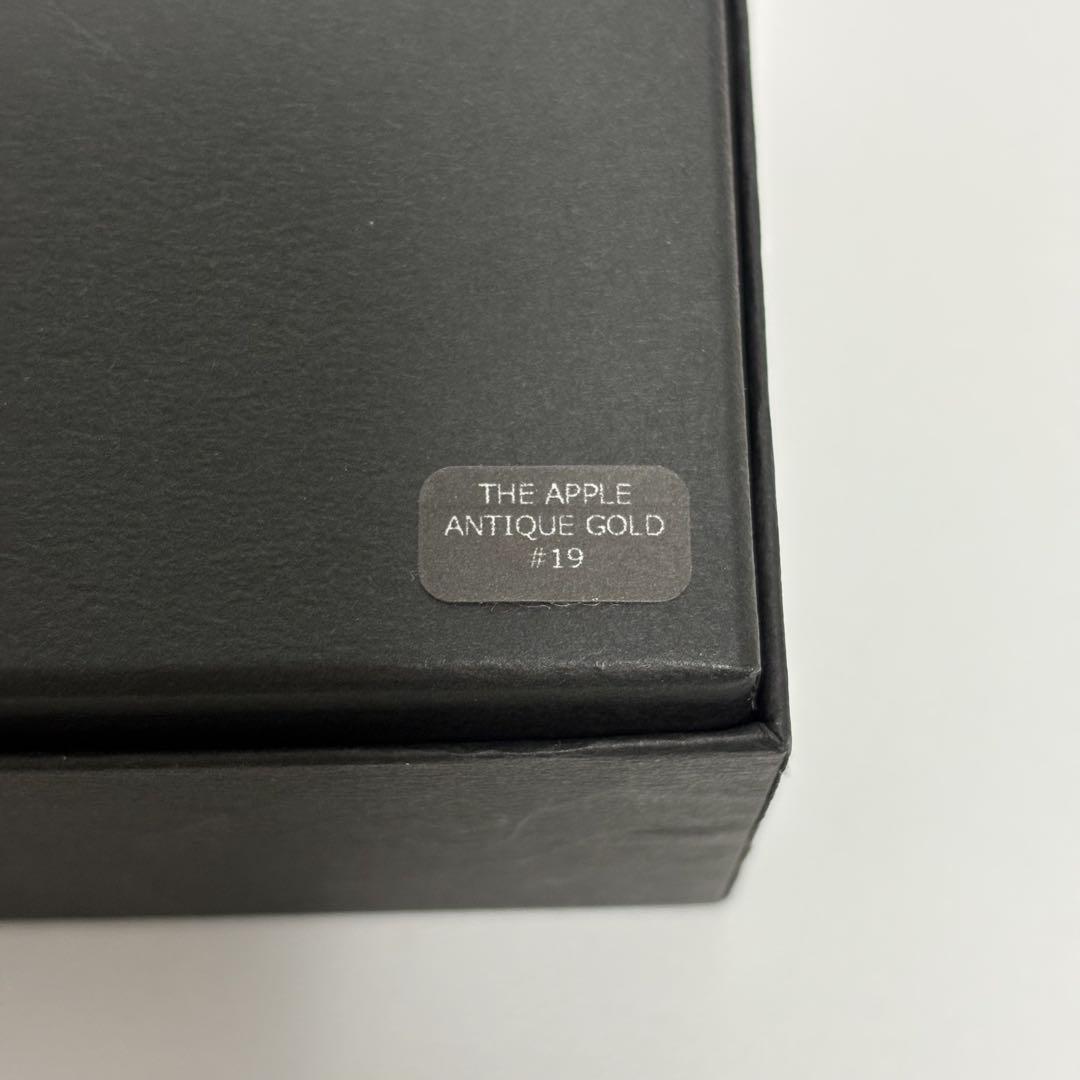 THE APPLE
ANTIQUE GOLD
#19